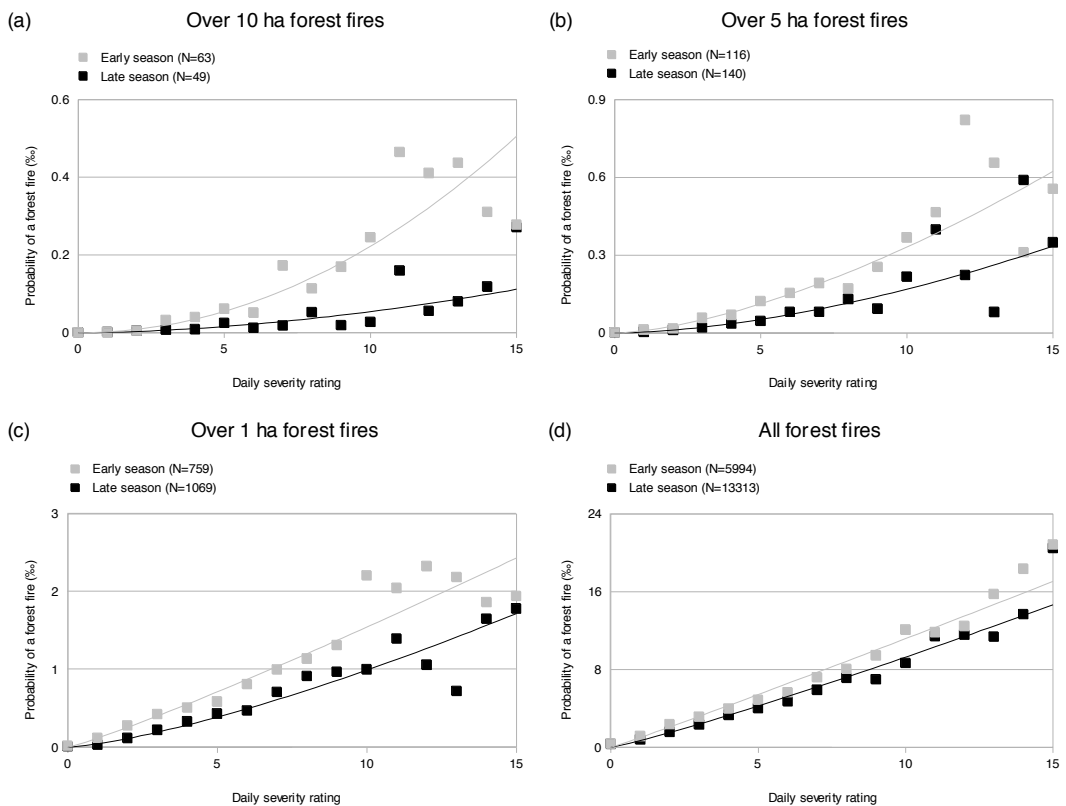 (a) Over 10 ha forest fires
Early season (N=63)
Late season (N=49)
0.6
0.4
0.2
0
0 5 10 15
Probability of a forest fire (‰)
Daily severity rating
(b) Over 5 ha forest fires
Early season (N=116)
Late season (N=140)
0.9
0.6
0.3
0
0 5 10 15
Probability of a forest fire (‰)
Daily severity rating
(c) Over 1 ha forest fires
Early season (N=759)
Late season (N=1069)
3
2
1
0
0 5 10 15
Probability of a forest fire (‰)
Daily severity rating
(d) All forest fires
Early season (N=5994)
Late season (N=13313)
24
16
8
0
0 5 10 15
Probability of a forest fire (‰)
Daily severity rating